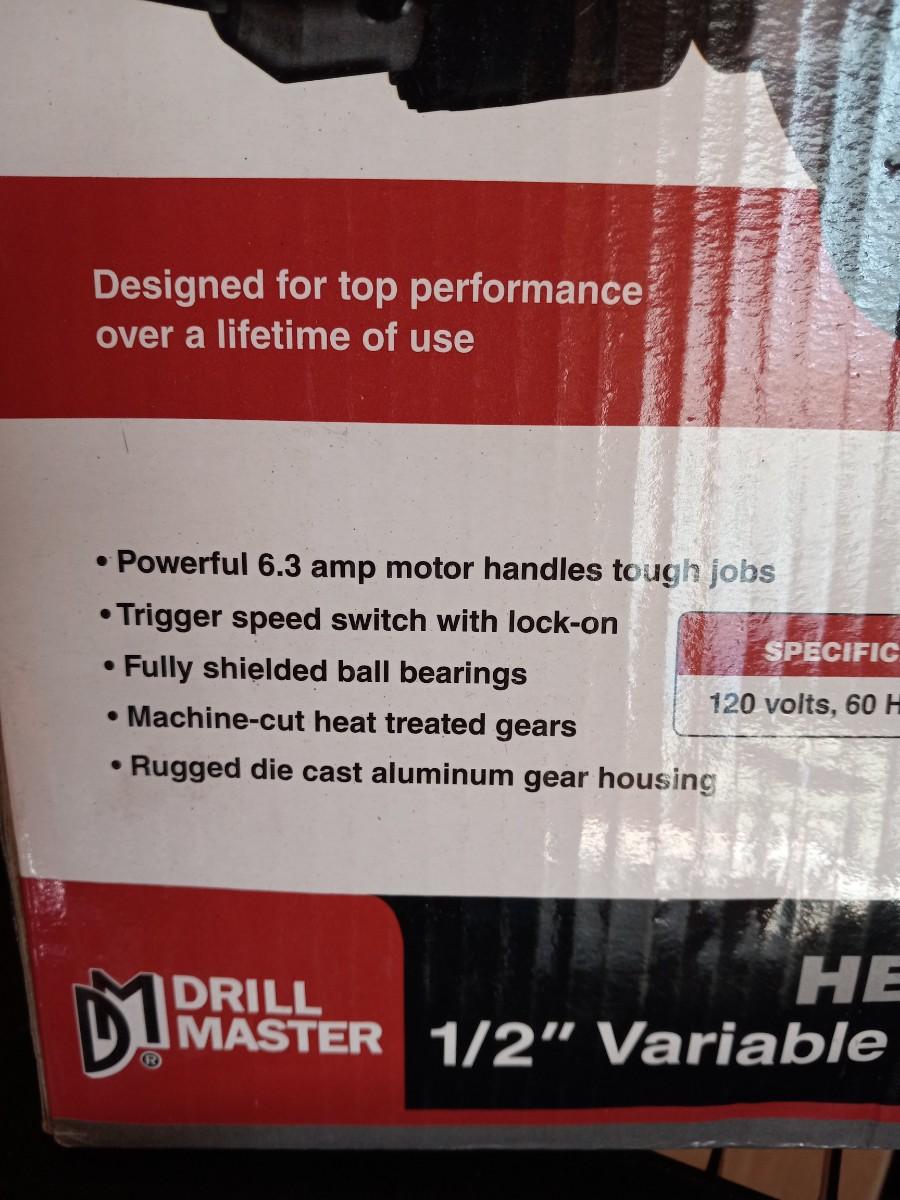 Designed for top performance
over a lifetime of use
• Powerful 6.3 amp motor handles tough jobs
• Trigger speed switch with lock-on
• Fully shielded ball bearings
• Machine-cut heat treated gears
• Rugged die cast aluminum gear housing
SPECIFIC
120 volts, 60 H
DM®
DRILL
MASTER
HE
1/2" Variable